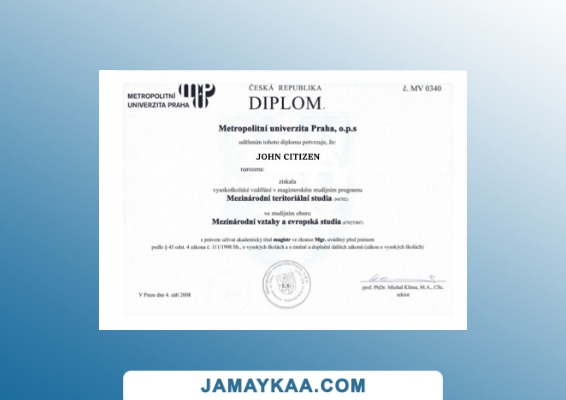 METROPOLITNÍ
UNIVERZITA PRAHA
ČESKÁ REPUBLIKA
č. MV 0340
DIPLOM
Metropolitní univerzita Praha, o.p.s
udělením tohoto diplomu potvrzuje, že:
JOHN CITIZEN
narozena:
získala
vysokoškolské vzdělání v magisterském studijním programu
Mezinárodní teritoriální studia
ve studijním oboru
Mezinárodní vztahy a evropská studia
s právem užívat akademický titul magistr ve zkratce Mgr. uváděný před jménem
podle § 45 odst. 4 zákona č. 111/1998 Sb., o vysokých školách a o změně a doplnění dalších zákonů (zákon o vysokých školách)
V Praze dne 4. září 2008
L.S.
prof. PhDr. Michal Klíma, M.A., CSc.
rektor
JAMAYKAA.COM